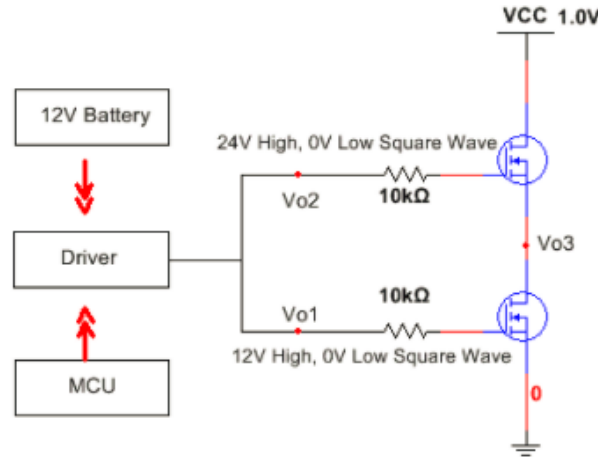 VCC 1.0V
12V Battery
24V High, 0V Low Square Wave
Vo2
10kΩ
Driver
Vo3
10kΩ
Vo1
12V High, 0V Low Square Wave
MCU
0